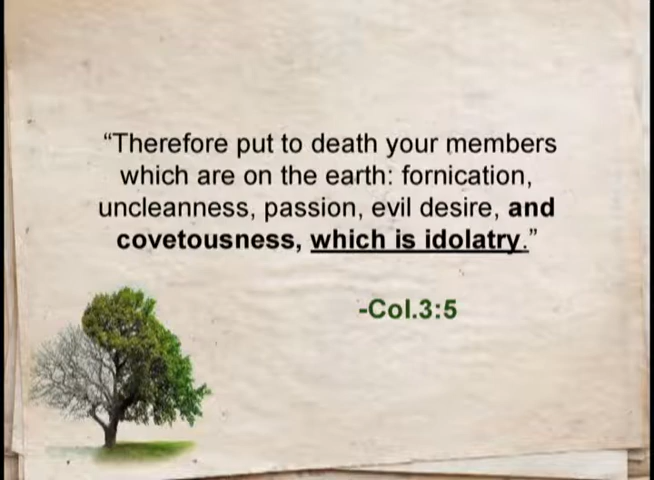 “Therefore put to death your members
which are on the earth: fornication,
uncleanness, passion, evil desire, and
covetousness, which is idolatry.”
-Col.3:5